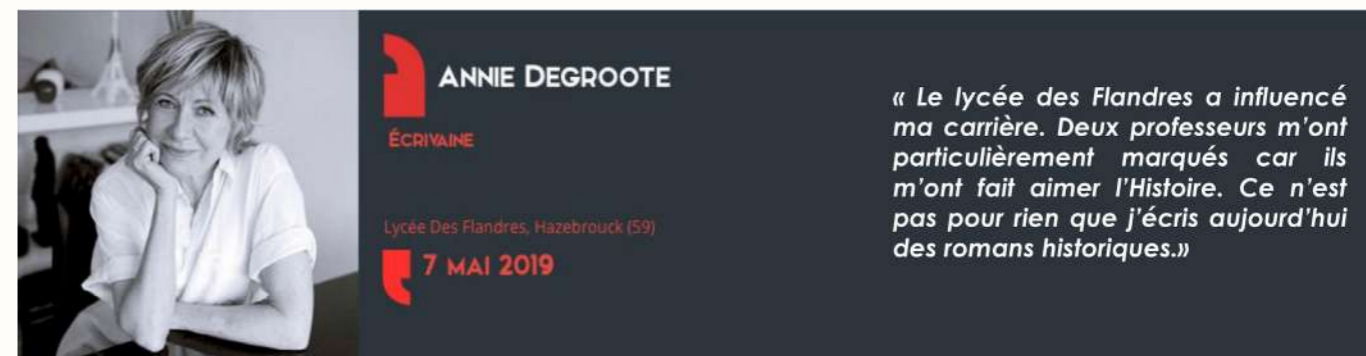 ANNIE DEGROOTE
ÉCRIVAINE
Lycée Des Flandres, Hazebrouck (59)
7 MAI 2019
« Le lycée des Flandres a influencé
ma carrière. Deux professeurs m'ont
particulièrement marqués car ils
m'ont fait aimer l'Histoire. Ce n'est
pas pour rien que j'écris aujourd'hui
des romans historiques.»